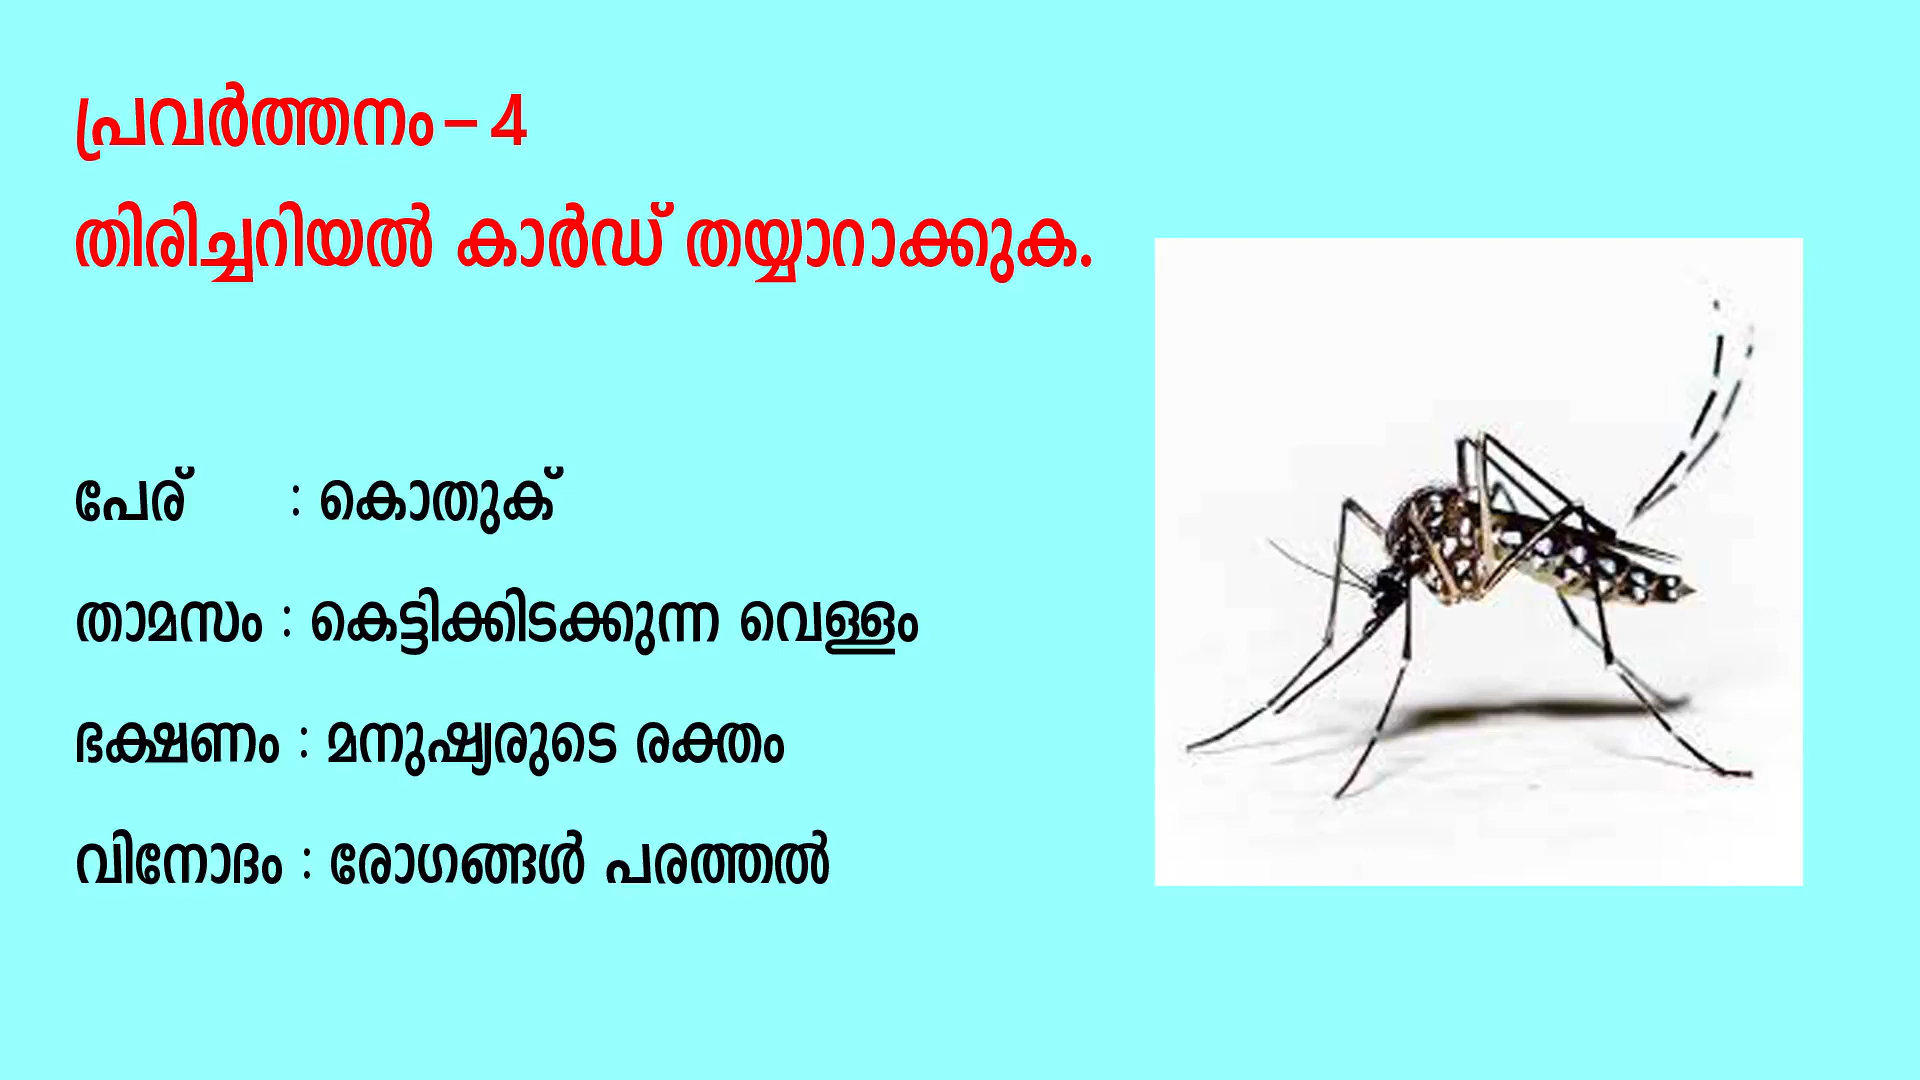 പ്രവർത്തനം - 4
തിരിച്ചറിയൽ കാർഡ് തയ്യാറാക്കുക.
പേര് : കൊതുക്
താമസം : കെട്ടിക്കിടക്കുന്ന വെള്ളം
ഭക്ഷണം : മനുഷ്യരുടെ രക്തം
വിനോദം : രോഗങ്ങൾ പരത്തൽ